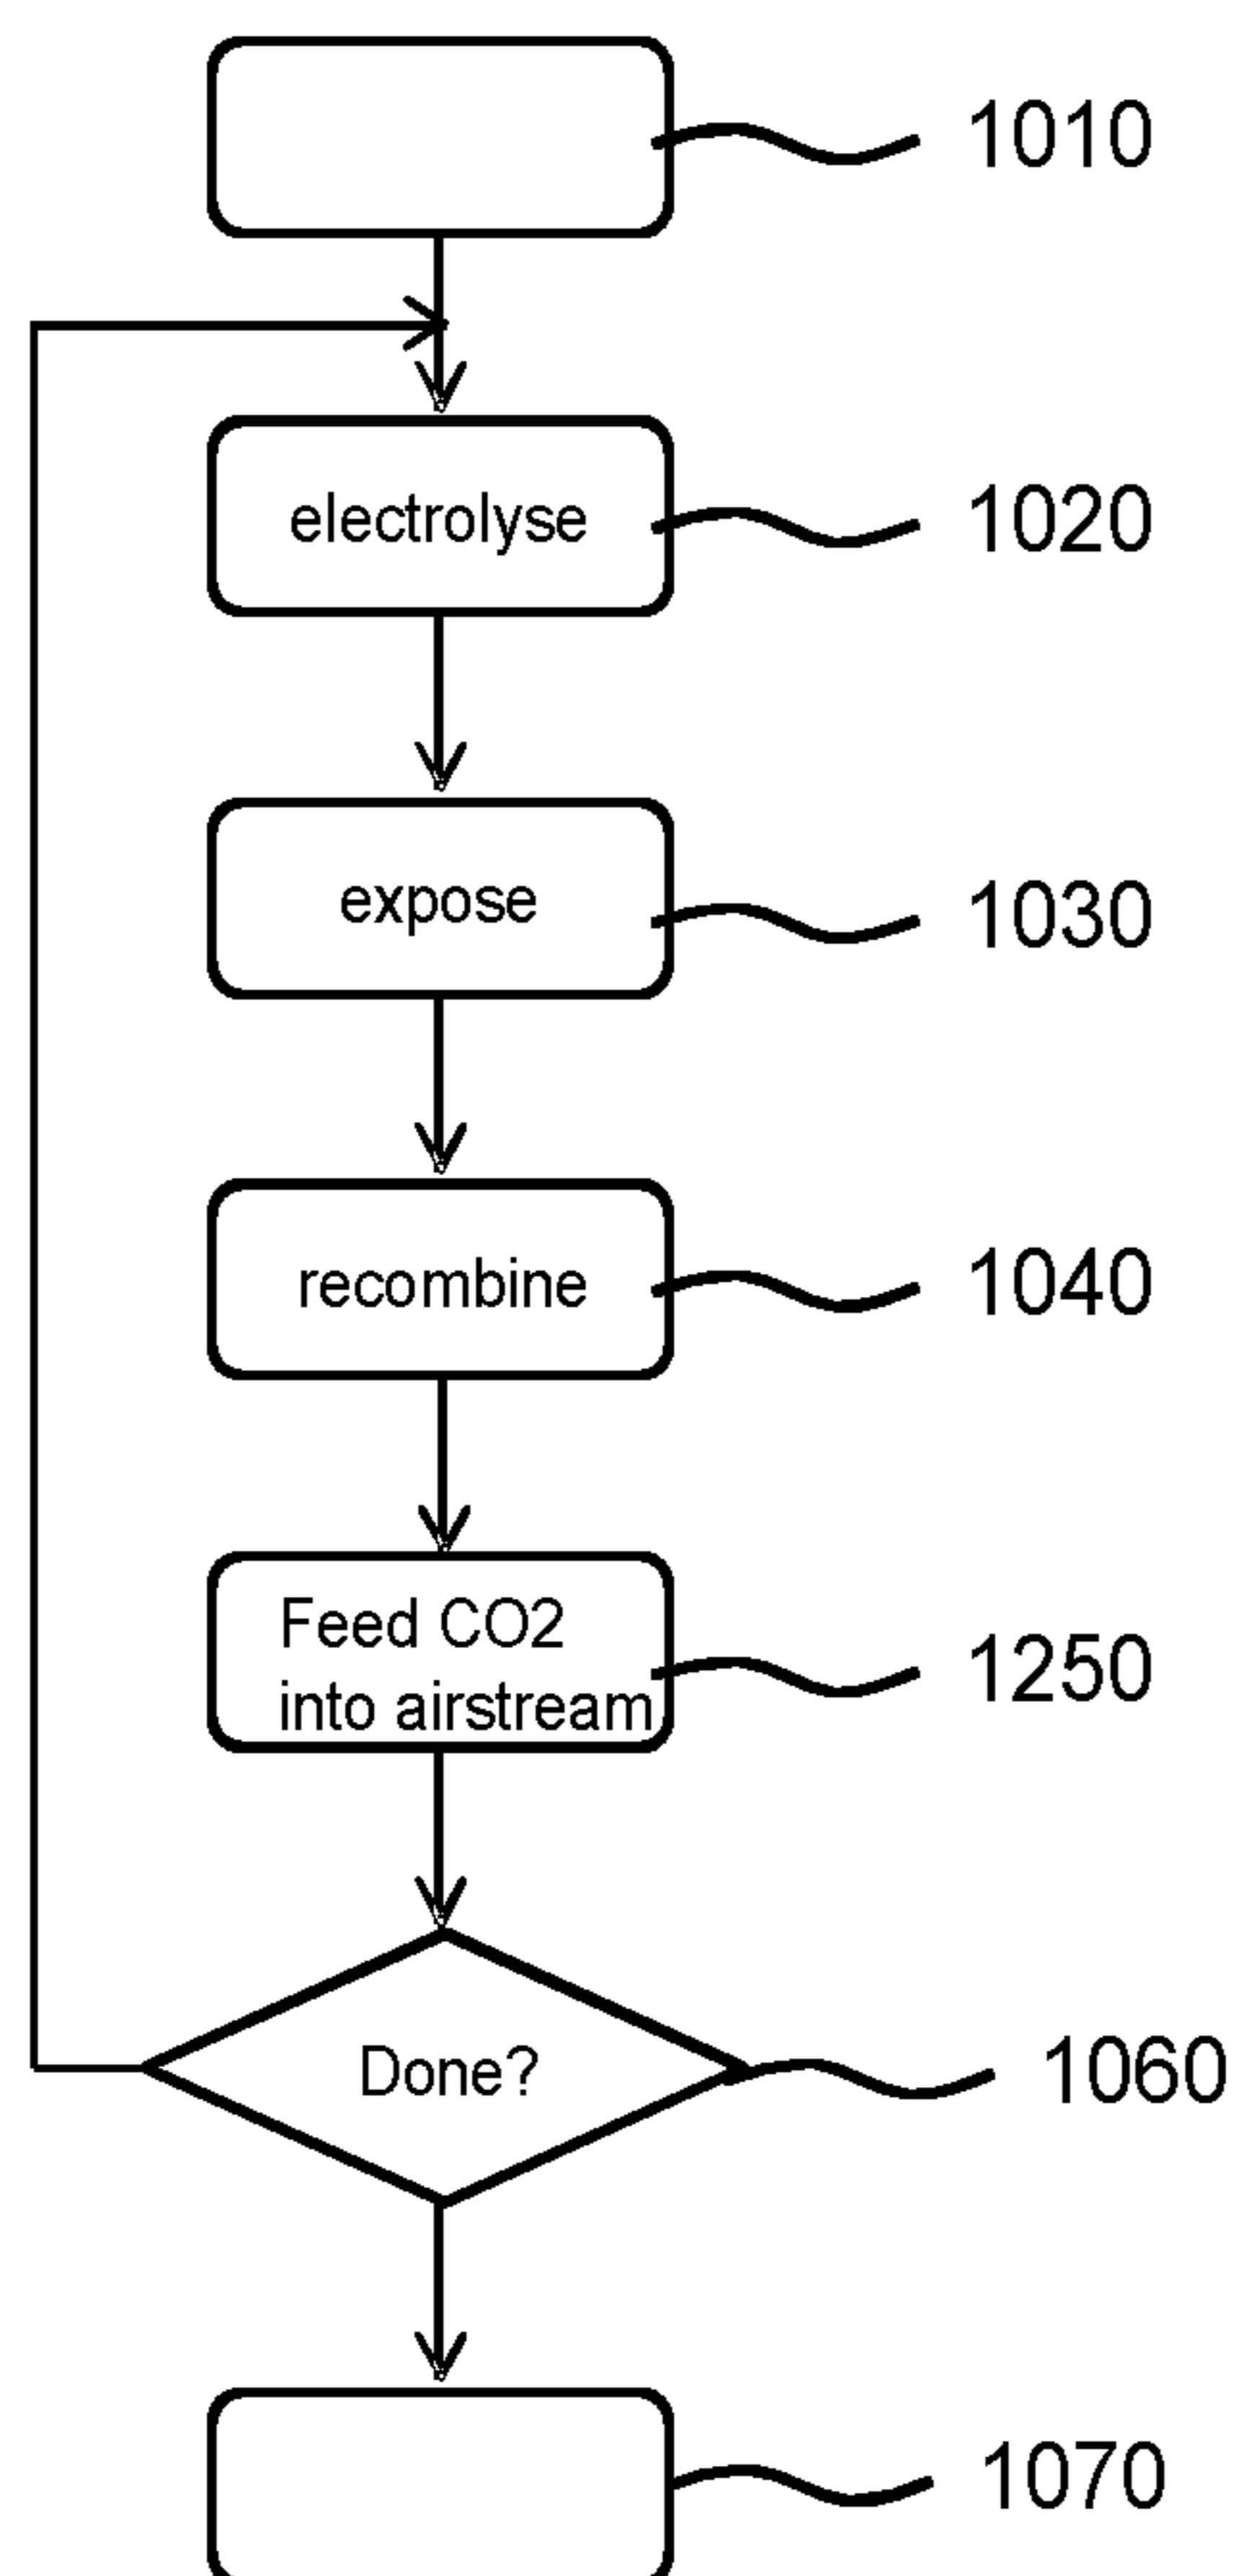 1010
electrolyse
1020
expose
1030
recombine
1040
Feed CO2
into airstream
1250
Done?
1060
1070